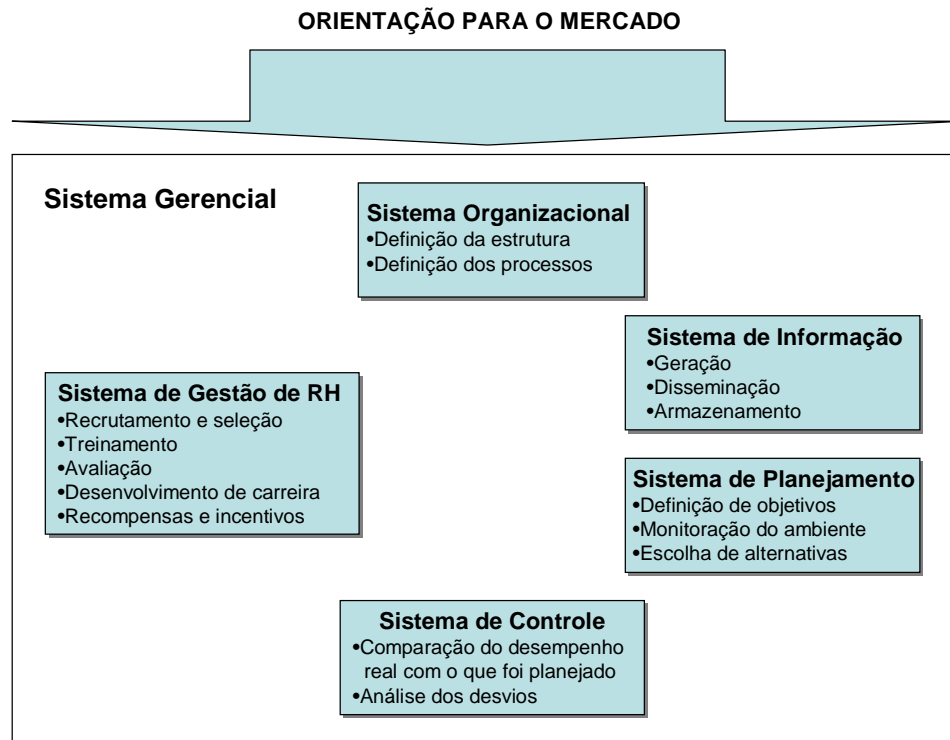 ORIENTAÇÃO PARA O MERCADO
Sistema Gerencial
Sistema Organizacional
•Definição da estrutura
•Definição dos processos
Sistema de Informação
•Geração
•Disseminação
•Armazenamento
Sistema de Gestão de RH
•Recrutamento e seleção
•Treinamento
•Avaliação
•Desenvolvimento de carreira
•Recompensas e incentivos
Sistema de Planejamento
•Definição de objetivos
•Monitoração do ambiente
•Escolha de alternativas
Sistema de Controle
•Comparação do desempenho
real com o que foi planejado
•Análise dos desvios